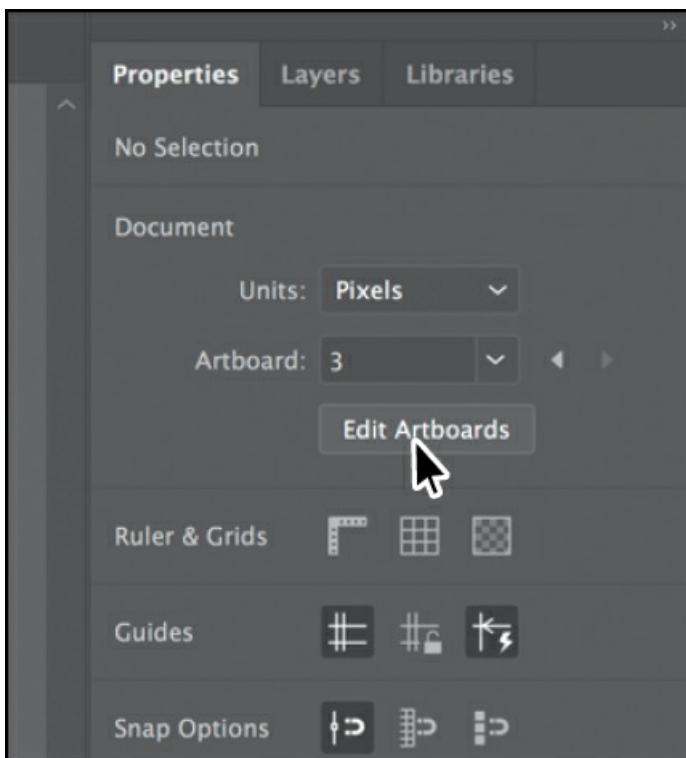 Properties Layers Libraries
No Selection
Document
Units: Pixels
Artboard: 3
Edit Artboards
Ruler & Grids
Guides
Snap Options